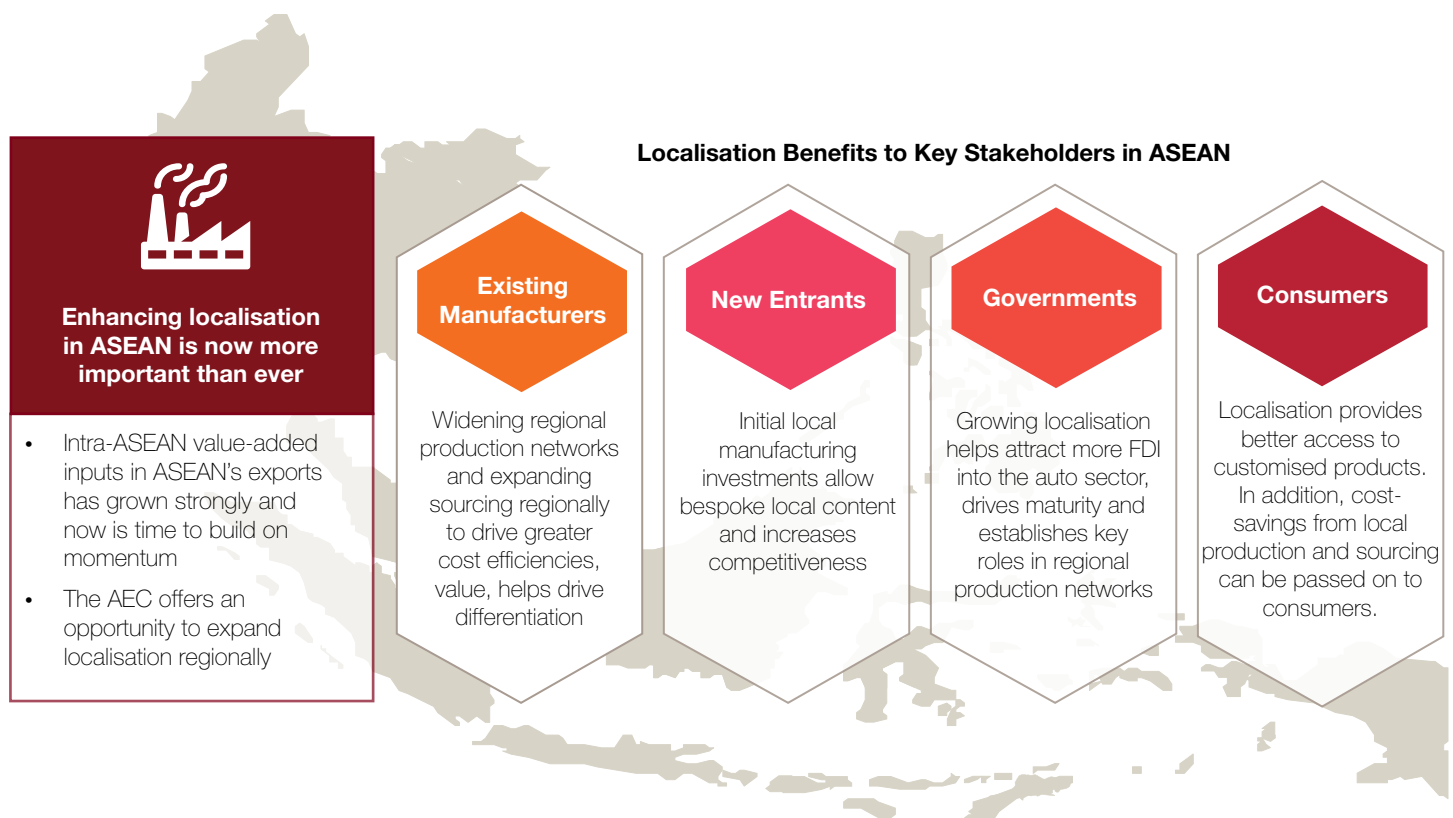 Enhancing localisation
in ASEAN is now more
important than ever
• Intra-ASEAN value-added
inputs in ASEAN's exports
has grown strongly and
now is time to build on
momentum
• The AEC offers an
opportunity to expand
localisation regionally
Localisation Benefits to Key Stakeholders in ASEAN
Existing
Manufacturers
Widening regional
production networks
and expanding
sourcing regionally
to drive greater
cost efficiencies,
value, helps drive
differentiation
New Entrants
Initial local
manufacturing
investments allow
bespoke local content
and increases
competitiveness
Governments
Growing localisation
helps attract more FDI
into the auto sector,
drives maturity and
establishes key
roles in regional
production networks
Consumers
Localisation provides
better access to
customised products.
In addition, cost-
savings from local
production and sourcing
can be passed on to
consumers.